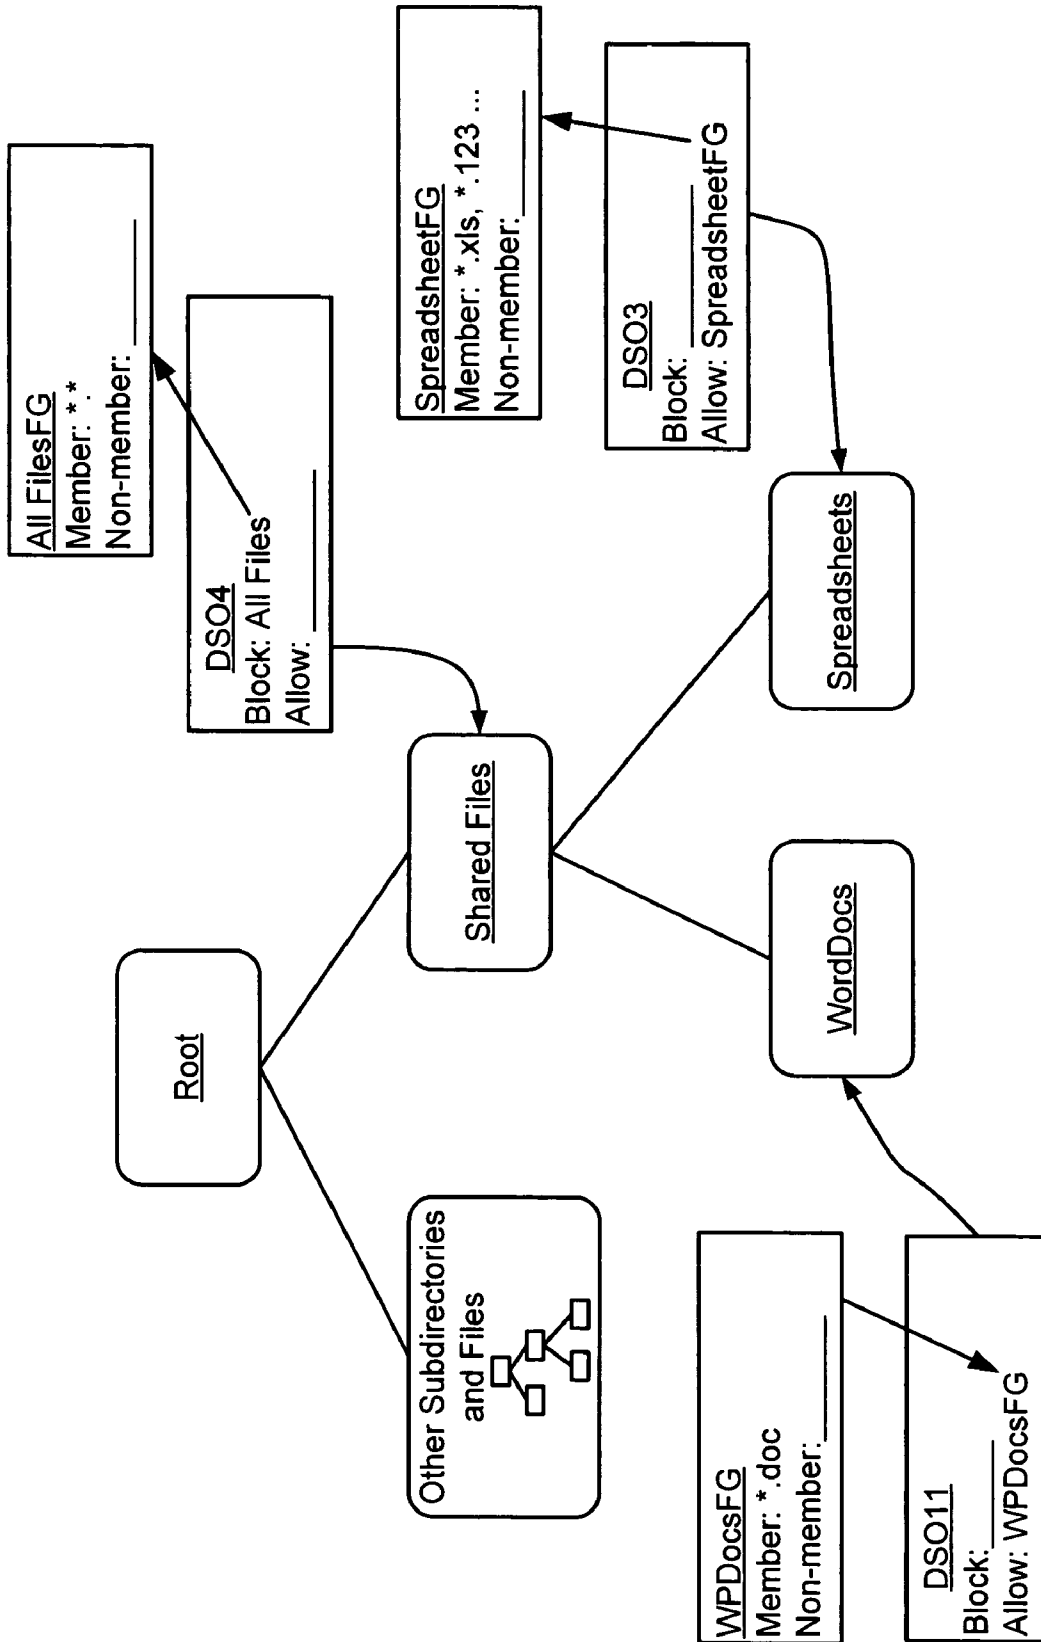 All FilesFG
Member: *.*
Non-member: ______
DSO4
Block: All Files
Allow: ________
Root
Other Subdirectories
and Files
Shared Files
SpreadsheetFG
Member: *.xls, *.123 ...
Non-member:______
DSO3
Block: ________
Allow: SpreadsheetFG
WPDocsFG
Member: *.doc
Non-member:______
DSO11
Block:______
Allow: WPDocsFG
WordDocs
Spreadsheets